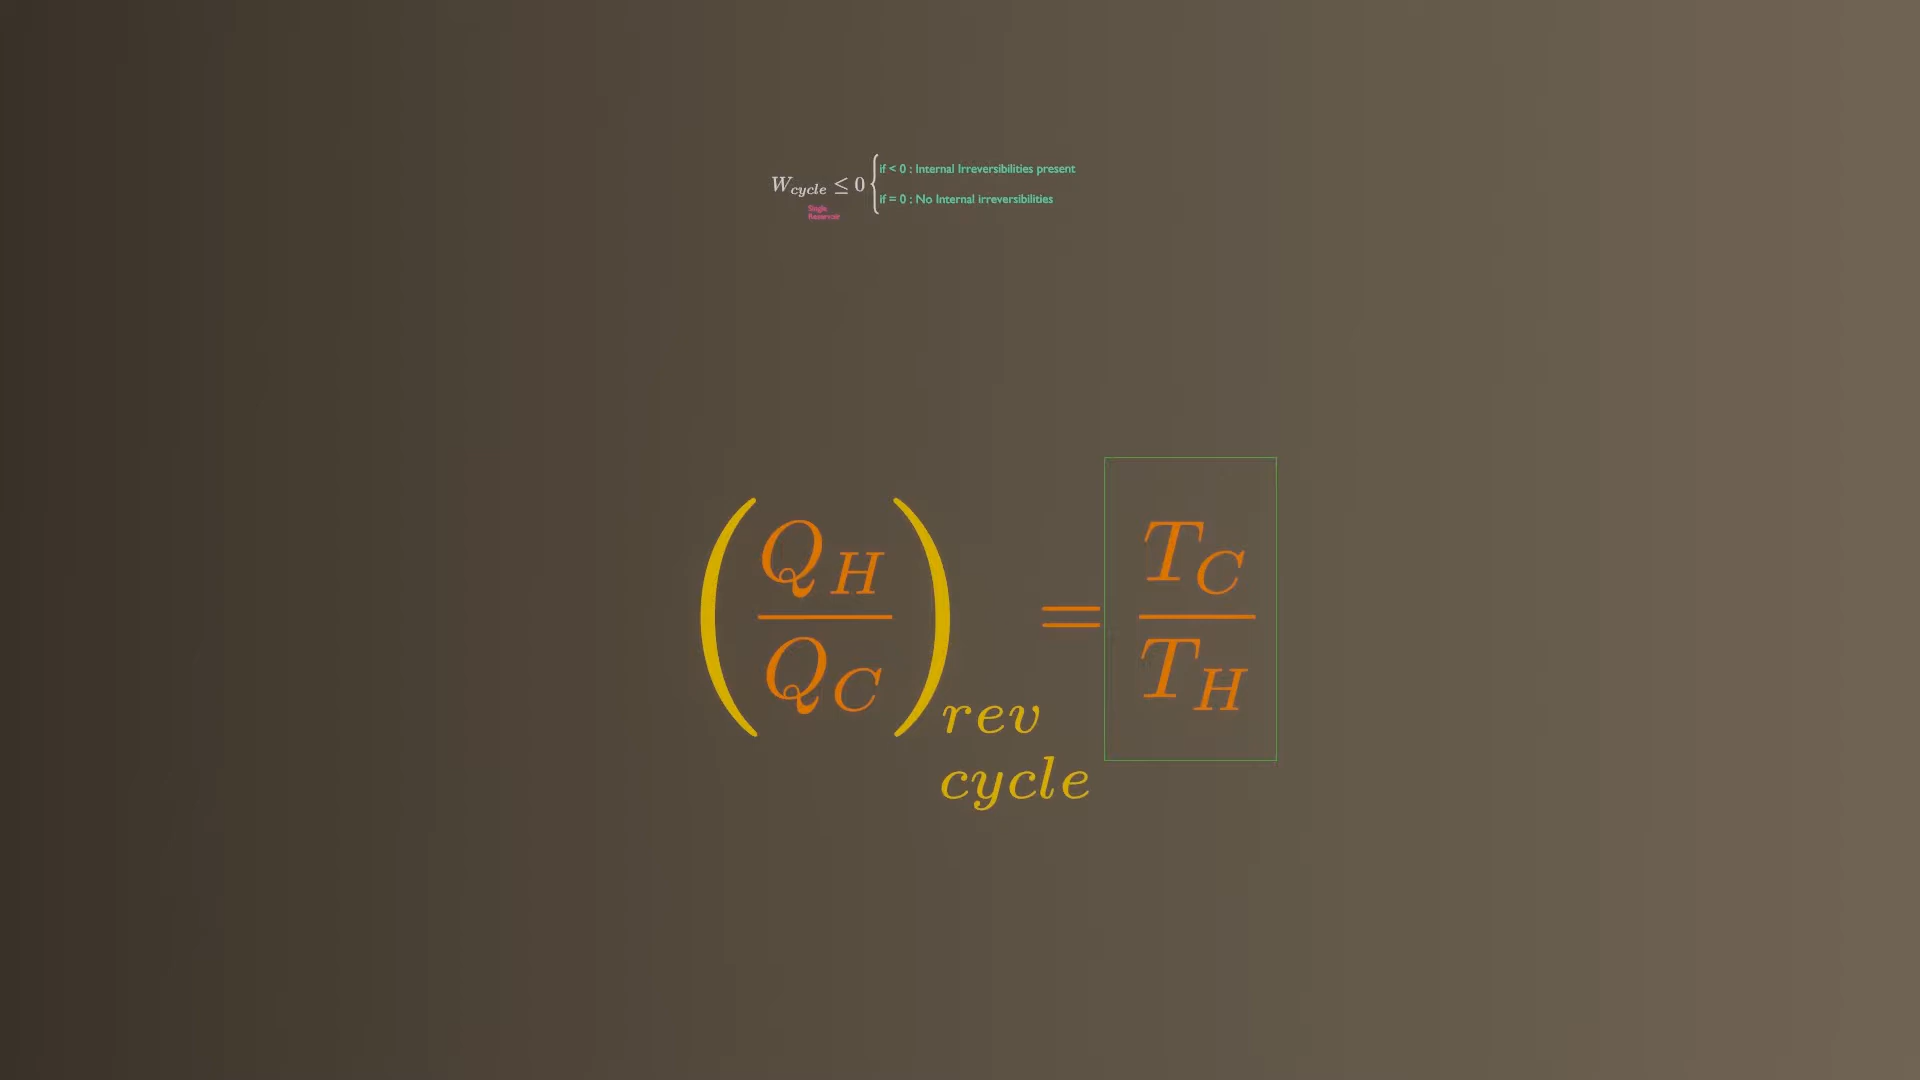 if < 0 : Internal Irreversibilities present
W_cycle ≤ 0 {
if = 0 : No Internal irreversibilities
Single
Reservoir
(Q_H / Q_C)_rev cycle = T_C / T_H